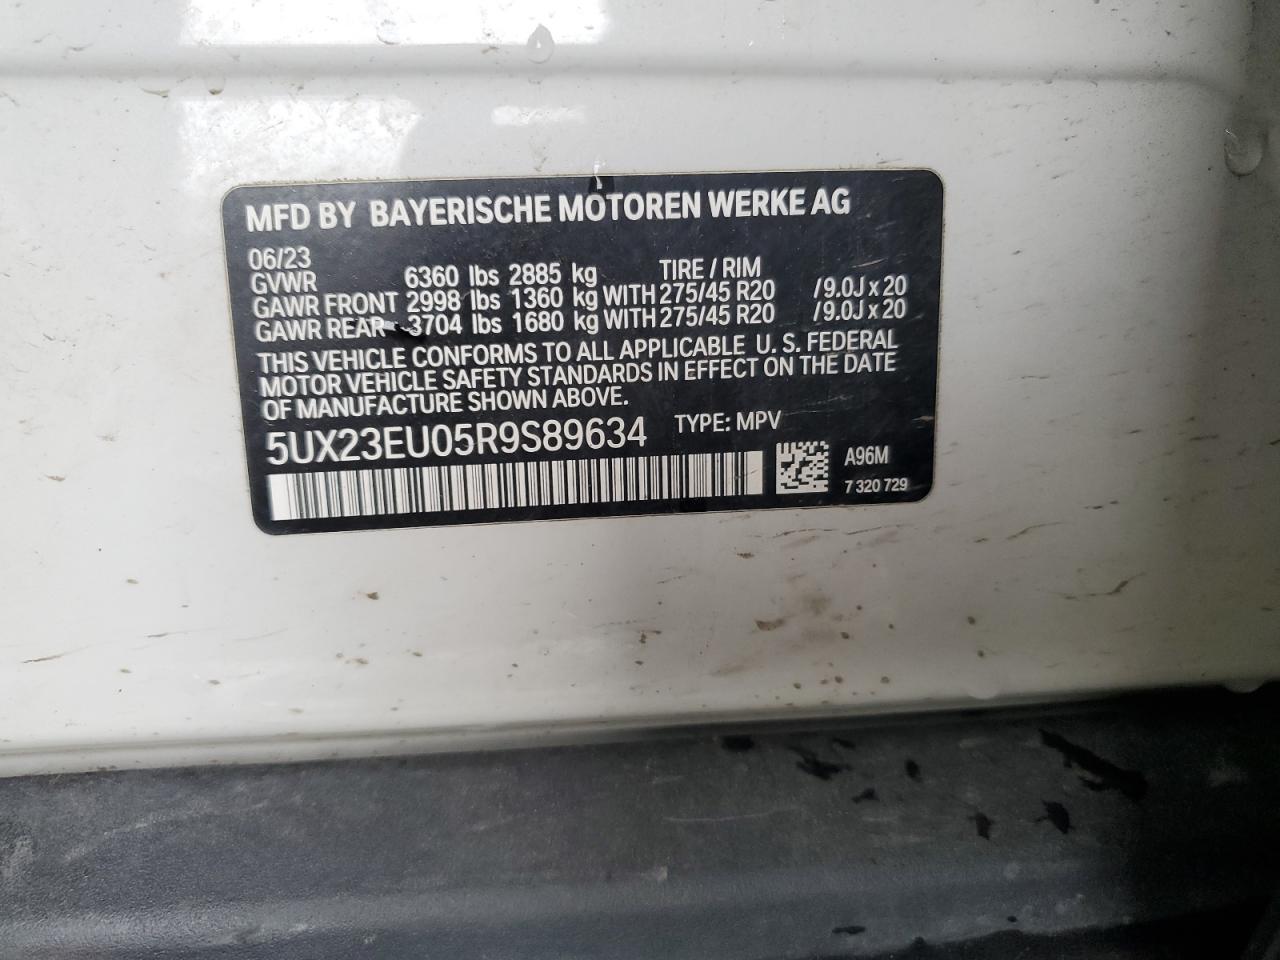 MFD BY BAYERISCHE MOTOREN WERKE AG
06/23
GVWR 6360 lbs 2885 kg TIRE / RIM
GAWR FRONT 2998 lbs 1360 kg WITH 275/45 R20 /9.0J x 20
GAWR REAR 3704 lbs 1680 kg WITH 275/45 R20 /9.0J x 20
THIS VEHICLE CONFORMS TO ALL APPLICABLE U. S. FEDERAL
MOTOR VEHICLE SAFETY STANDARDS IN EFFECT ON THE DATE
OF MANUFACTURE SHOWN ABOVE.
5UX23EU05R9S89634 TYPE: MPV
A96M
7 320 729